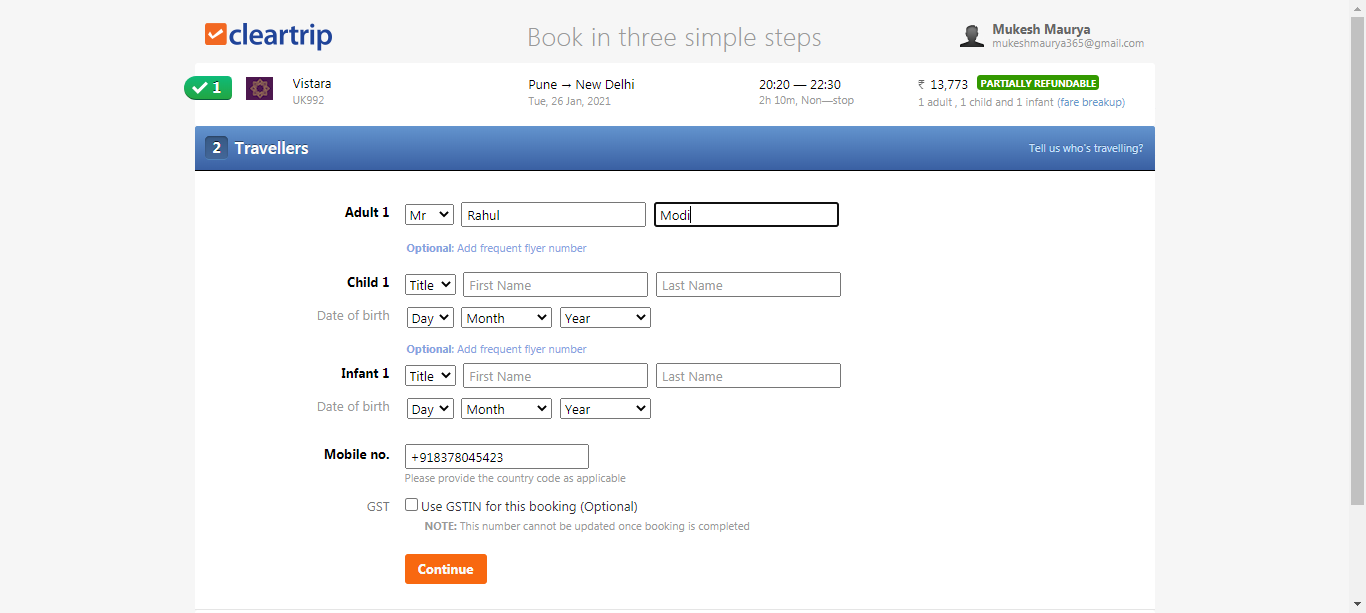 cleartrip
Book in three simple steps
Mukesh Maurya
mukeshmaurya365@gmail.com
1
Vistara
UK992
Pune → New Delhi
Tue, 26 Jan, 2021
20:20 — 22:30
2h 10m, Non—stop
₹ 13,773 PARTIALLY REFUNDABLE
1 adult , 1 child and 1 infant (fare breakup)
2 Travellers
Tell us who's travelling?
Adult 1 Mr Rahul Modi
Optional: Add frequent flyer number
Child 1 Title First Name Last Name
Date of birth Day Month Year
Optional: Add frequent flyer number
Infant 1 Title First Name Last Name
Date of birth Day Month Year
Mobile no. +918378045423
Please provide the country code as applicable
GST Use GSTIN for this booking (Optional)
NOTE: This number cannot be updated once booking is completed
Continue